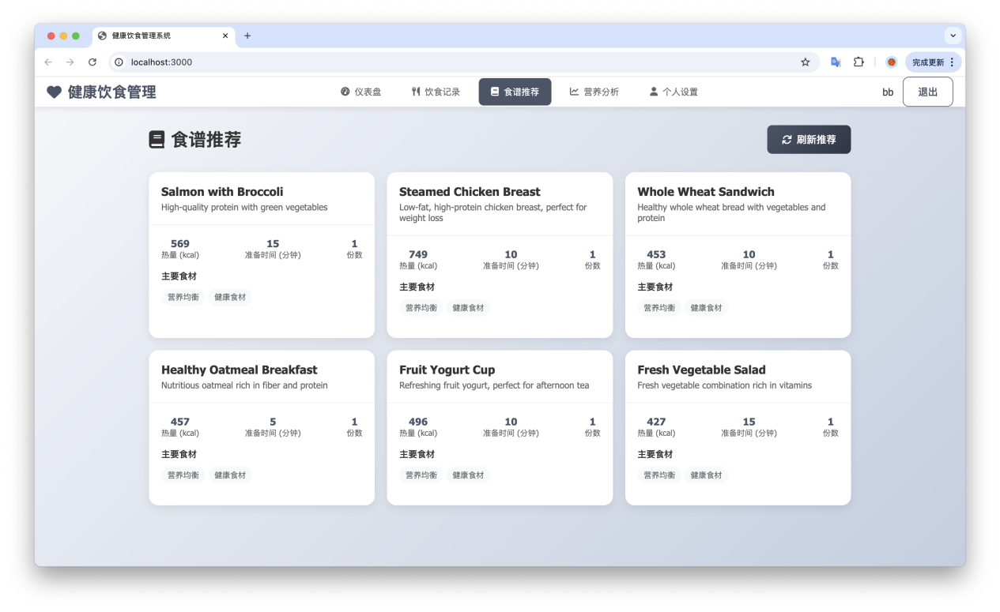 健康饮食管理系统
localhost:3000
完成更新
健康饮食管理
仪表盘
饮食记录
食谱推荐
营养分析
个人设置
bb
退出
食谱推荐
刷新推荐
Salmon with Broccoli
High-quality protein with green vegetables
569
15
1
热量 (kcal)
准备时间 (分钟)
份数
主要食材
营养均衡
健康食材
Steamed Chicken Breast
Low-fat, high-protein chicken breast, perfect for
weight loss
749
10
1
热量 (kcal)
准备时间 (分钟)
份数
主要食材
营养均衡
健康食材
Whole Wheat Sandwich
Healthy whole wheat bread with vegetables and
protein
453
10
1
热量 (kcal)
准备时间 (分钟)
份数
主要食材
营养均衡
健康食材
Healthy Oatmeal Breakfast
Nutritious oatmeal rich in fiber and protein
457
5
1
热量 (kcal)
准备时间 (分钟)
份数
主要食材
营养均衡
健康食材
Fruit Yogurt Cup
Refreshing fruit yogurt, perfect for afternoon tea
496
10
1
热量 (kcal)
准备时间 (分钟)
份数
主要食材
营养均衡
健康食材
Fresh Vegetable Salad
Fresh vegetable combination rich in vitamins
427
15
1
热量 (kcal)
准备时间 (分钟)
份数
主要食材
营养均衡
健康食材